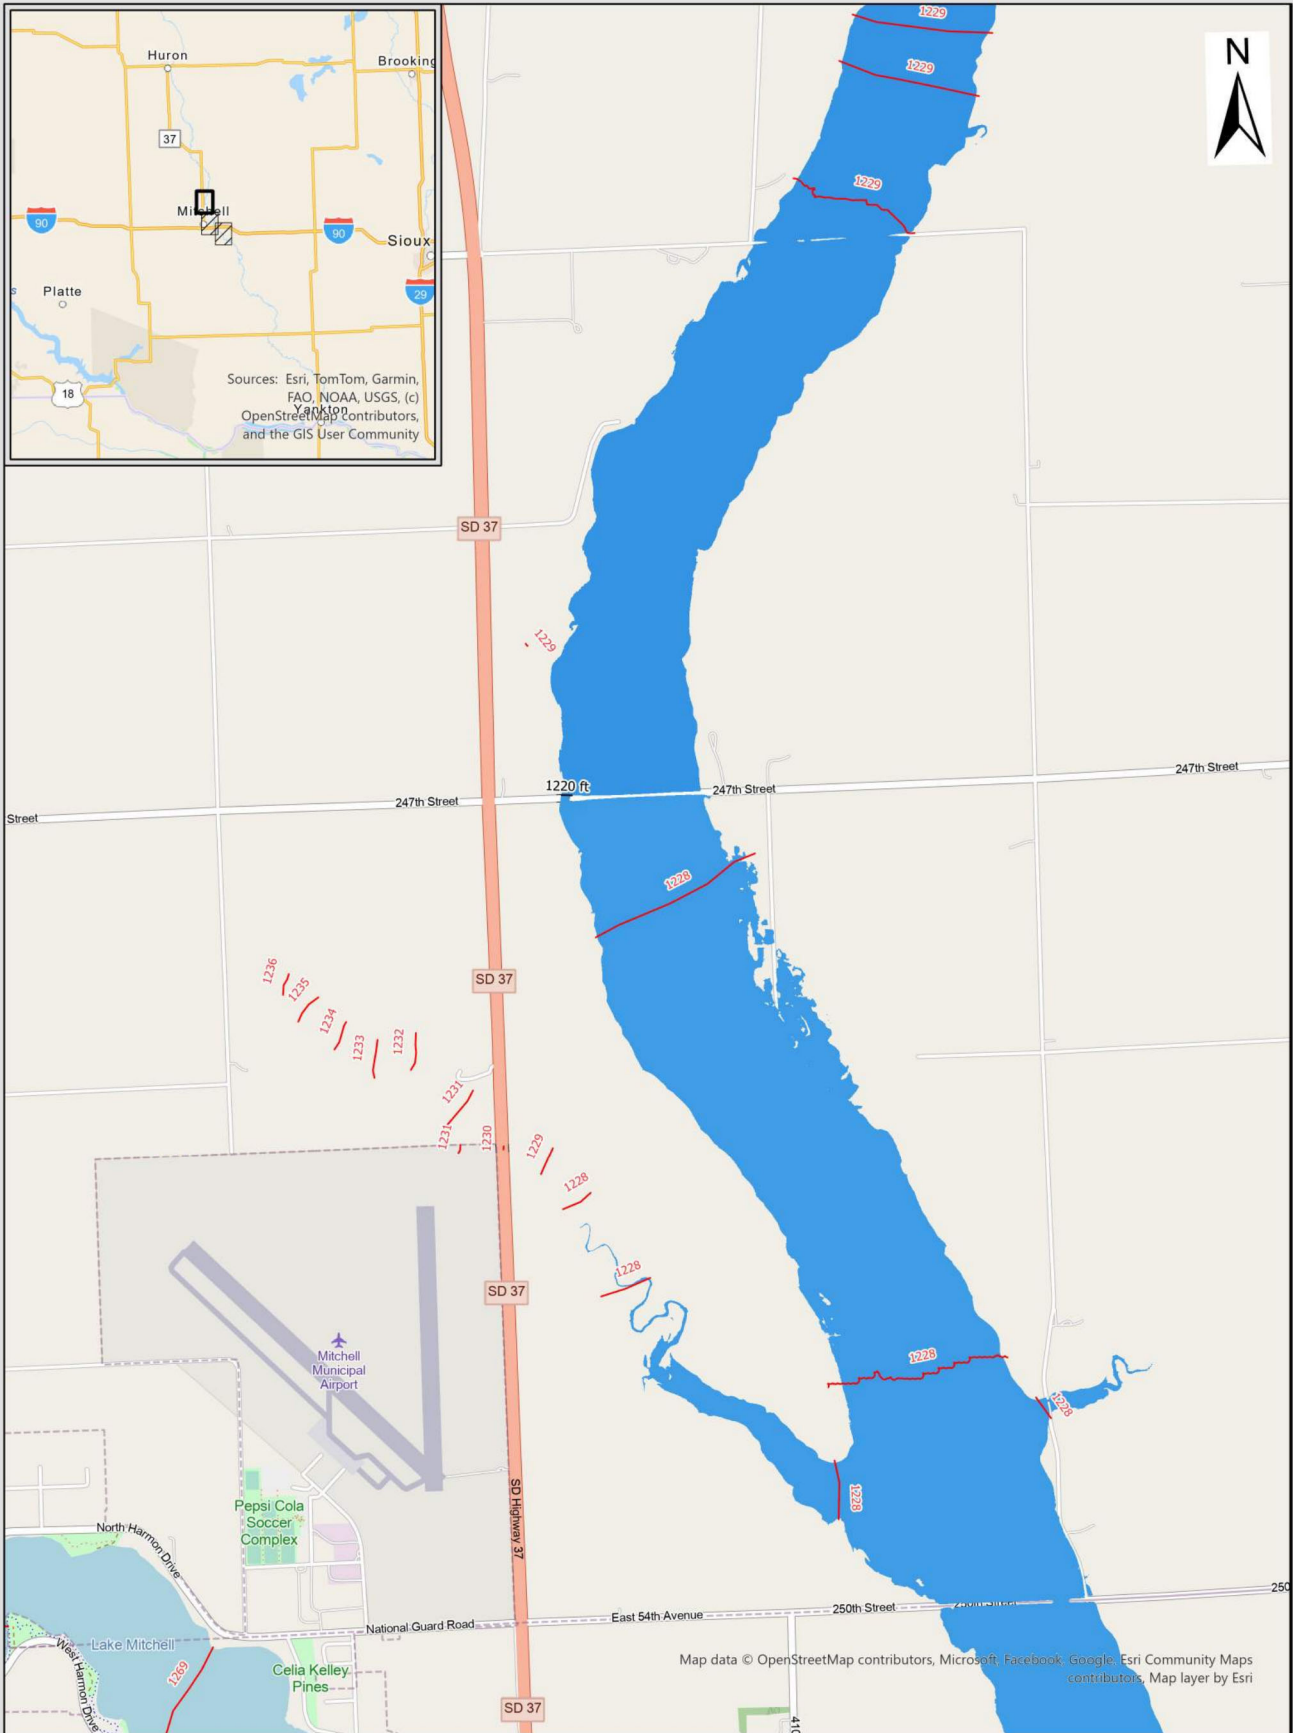 Huron
Brooking
37
Mitchell
90
90
Sioux
29
Platte
s
18
Yankton
Sources: Esri, TomTom, Garmin,
FAO, NOAA, USGS, (c)
OpenStreetMap contributors,
and the GIS User Community
N
1229
1229
1229
SD 37
1229
1220 ft
247th Street
247th Street
247th Street
Street
1228
1236
1235
1234
1233
1232
SD 37
1231
1231
1230
1229
1228
1228
SD 37
Mitchell
Municipal
Airport
1228
1228
1228
Pepsi Cola
Soccer
Complex
SD Highway 37
North Harmon Drive
250
250th Street
East 54th Avenue
National Guard Road
Lake Mitchell
West Harmon Drive
1269
Celia Kelley
Pines
SD 37
410
Map data © OpenStreetMap contributors, Microsoft, Facebook, Google, Esri Community Maps
contributors, Map layer by Esri